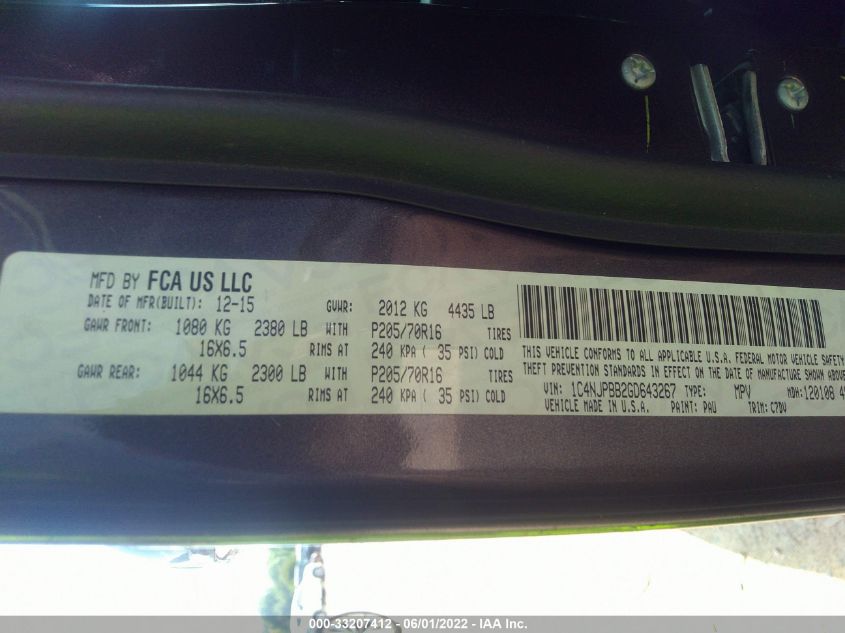 MFD BY FCA US LLC
DATE OF MFR(BUILT): 12-15 GVWR: 2012 KG 4435 LB
GAWR FRONT: 1080 KG 2380 LB WITH P205/70R16 TIRES
16X6.5 RIMS AT 240 KPA ( 35 PSI) COLD
GAWR REAR: 1044 KG 2300 LB WITH P205/70R16 TIRES
16X6.5 RIMS AT 240 KPA ( 35 PSI) COLD
THIS VEHICLE CONFORMS TO ALL APPLICABLE U.S.A. FEDERAL MOTOR VEHICLE SAFETY,
THEFT PREVENTION STANDARDS IN EFFECT ON THE DATE OF MANUFACTURE SHOWN ABOVE.
VIN: 1C4NJPBB2GD643267 TYPE: MPV MDH: 120108
VEHICLE MADE IN U.S.A. PAINT: PAU TRIM: C7DV
000-33207412 - 06/01/2022 - IAA Inc.